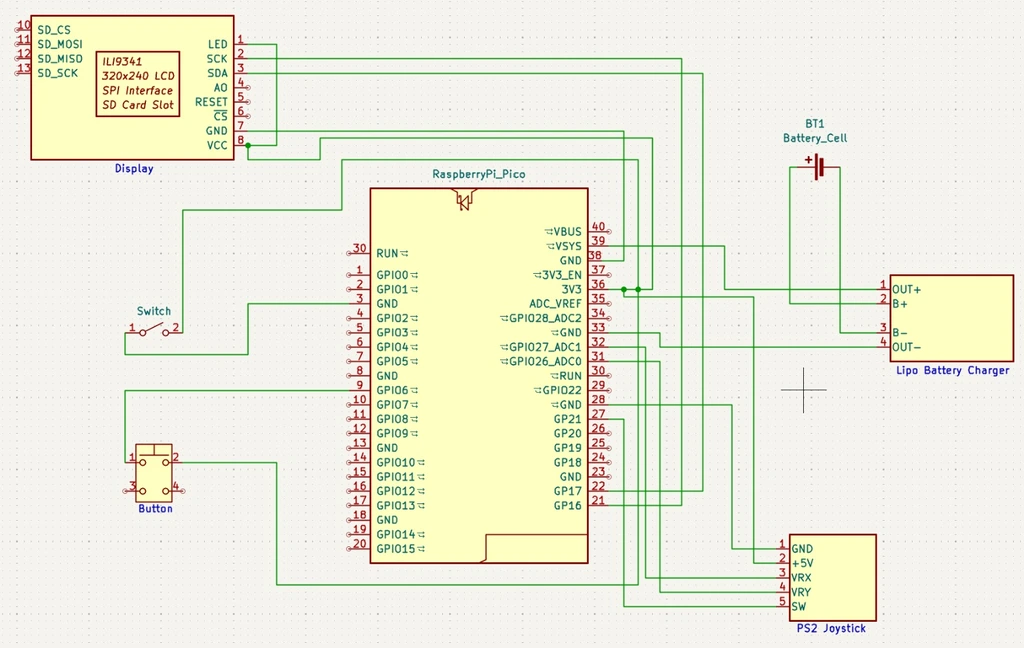 10 SD_CS
11 SD_MOSI
12 SD_MISO
13 SD_SCK
ILI9341
320x240 LCD
SPI Interface
SD Card Slot
LED 1
SCK 2
SDA 3
AO 4
RESET 5
CS 6
GND 7
VCC 8
Display
BT1
Battery_Cell
+
RaspberryPi_Pico
30 RUN
1 GPIO0
2 GPIO1
3 GND
4 GPIO2
5 GPIO3
6 GPIO4
7 GPIO5
8 GND
9 GPIO6
10 GPIO7
11 GPIO8
12 GPIO9
13 GND
14 GPIO10
15 GPIO11
16 GPIO12
17 GPIO13
18 GND
19 GPIO14
20 GPIO15
VBUS 40
VSYS 39
GND 38
3V3_EN 37
3V3 36
ADC_VREF 35
GPIO28_ADC2 34
GND 33
GPIO27_ADC1 32
GPIO26_ADC0 31
RUN 30
GPIO22 29
GND 28
GP21 27
GP20 26
GP19 25
GP18 24
GND 23
GP17 22
GP16 21
Switch
1 2
1 2
3 4
Button
1 OUT+
2 B+
3 B-
4 OUT-
Lipo Battery Charger
1 GND
2 +5V
3 VRX
4 VRY
5 SW
PS2 Joystick